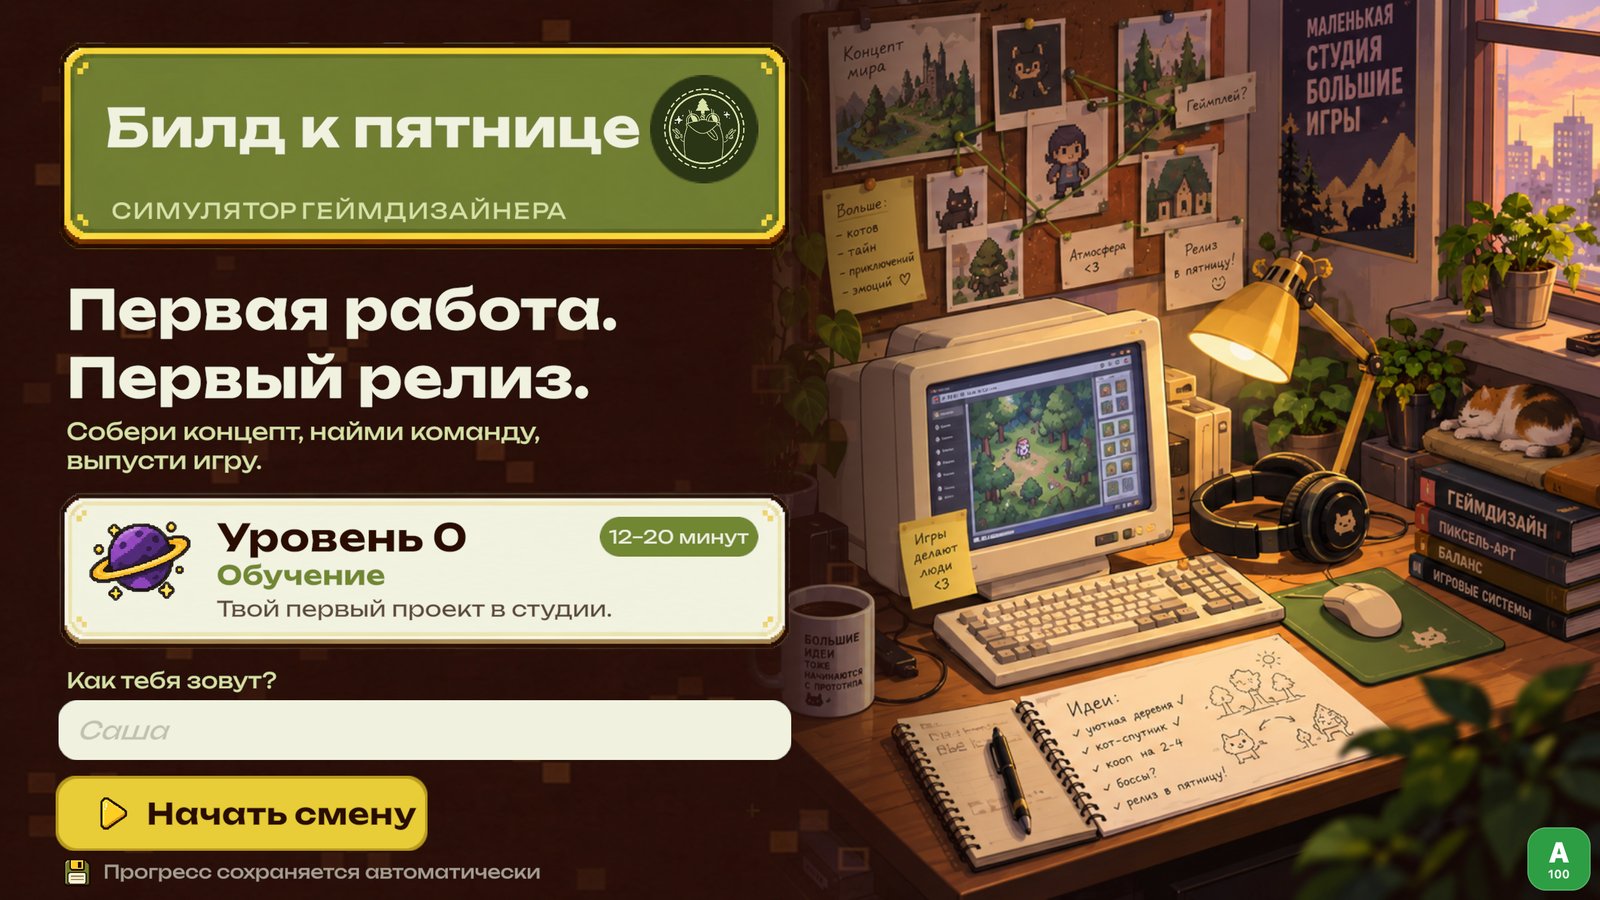 Билд к пятнице
СИМУЛЯТОР ГЕЙМДИЗАЙНЕРА
Первая работа.
Первый релиз.
Собери концепт, найми команду,
выпусти игру.
Уровень 0
12–20 минут
Обучение
Твой первый проект в студии.
Как тебя зовут?
Саша
Начать смену
Прогресс сохраняется автоматически
Концепт
мира
Геймплей?
Больше:
- котов
- тайн
- приключений
- эмоций ♡
Атмосфера
<3
Релиз
в пятницу!
МАЛЕНЬКАЯ
СТУДИЯ
БОЛЬШИЕ
ИГРЫ
Игры
делают
люди
<3
БОЛЬШИЕ
ИДЕИ
ТОЖЕ
НАЧИНАЮТСЯ
С ПРОТОТИПА
ГЕЙМДИЗАЙН
ПИКСЕЛЬ-АРТ
БАЛАНС
ИГРОВЫЕ СИСТЕМЫ
Идеи:
✓ уютная деревня ✓
✓ кот-спутник ✓
✓ кооп на 2-4
✓ боссы?
✓ релиз в пятницу!
A
100